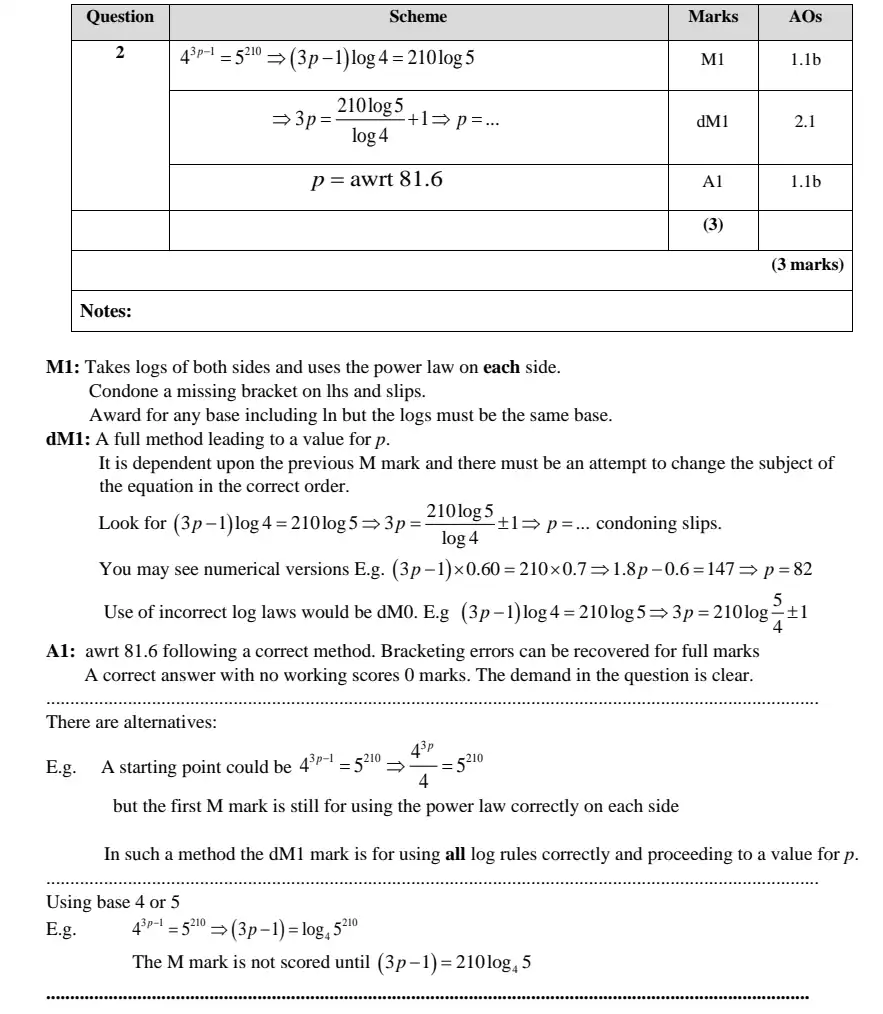 Question Scheme Marks AOs
2 4^{3p−1} = 5^{210} ⇒ (3p−1)log 4 = 210 log 5 M1 1.1b
⇒ 3p = \frac{210 log 5}{log 4} + 1 ⇒ p = ... dM1 2.1
p = awrt 81.6 A1 1.1b
(3)
(3 marks)
Notes:
M1: Takes logs of both sides and uses the power law on each side.
Condone a missing bracket on lhs and slips.
Award for any base including ln but the logs must be the same base.
dM1: A full method leading to a value for p.
It is dependent upon the previous M mark and there must be an attempt to change the subject of
the equation in the correct order.
Look for (3p−1)log 4 = 210 log 5 ⇒ 3p = \frac{210 log 5}{log 4} ± 1 ⇒ p = ... condoning slips.
You may see numerical versions E.g. (3p−1)×0.60 = 210×0.7 ⇒ 1.8p − 0.6 = 147 ⇒ p = 82
Use of incorrect log laws would be dM0. E.g (3p−1)log 4 = 210 log 5 ⇒ 3p = 210 log \frac{5}{4} ± 1
A1: awrt 81.6 following a correct method. Bracketing errors can be recovered for full marks
A correct answer with no working scores 0 marks. The demand in the question is clear.
There are alternatives:
E.g. A starting point could be 4^{3p−1} = 5^{210} ⇒ \frac{4^{3p}}{4} = 5^{210}
but the first M mark is still for using the power law correctly on each side
In such a method the dM1 mark is for using all log rules correctly and proceeding to a value for p.
Using base 4 or 5
E.g. 4^{3p−1} = 5^{210} ⇒ (3p−1) = log_4 5^{210}
The M mark is not scored until (3p−1) = 210 log_4 5